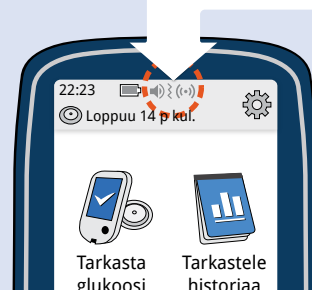 22:23
Loppuu 14 p kul.
Tarkasta
glukoosi
Tarkastele
historiaa